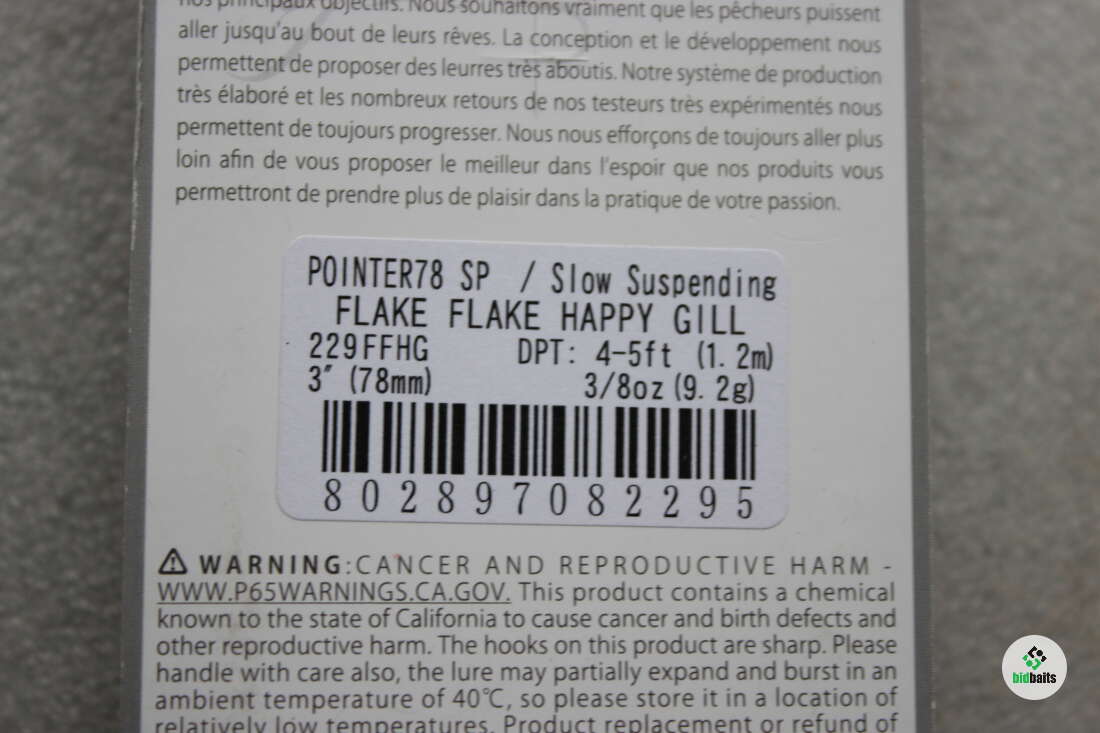 nos principaux objectifs. Nous souhaitons vraiment que les pêcheurs puissent
aller jusqu'au bout de leurs rêves. La conception et le développement nous
permettent de proposer des leurres très aboutis. Notre système de production
très élaboré et les nombreux retours de nos testeurs très expérimentés nous
permettent de toujours progresser. Nous nous efforçons de toujours aller plus
loin afin de vous proposer le meilleur dans l'espoir que nos produits vous
permettront de prendre plus de plaisir dans la pratique de votre passion.
POINTER78 SP / Slow Suspending
FLAKE FLAKE HAPPY GILL
229FFHG DPT: 4-5ft (1.2m)
3″ (78mm) 3/8oz (9.2g)
802897082295
⚠ WARNING:CANCER AND REPRODUCTIVE HARM -
WWW.P65WARNINGS.CA.GOV. This product contains a chemical
known to the state of California to cause cancer and birth defects and
other reproductive harm. The hooks on this product are sharp. Please
handle with care also, the lure may partially expand and burst in an
ambient temperature of 40℃, so please store it in a location of
relatively low temperatures. Product replacement or refund of
bidbaits